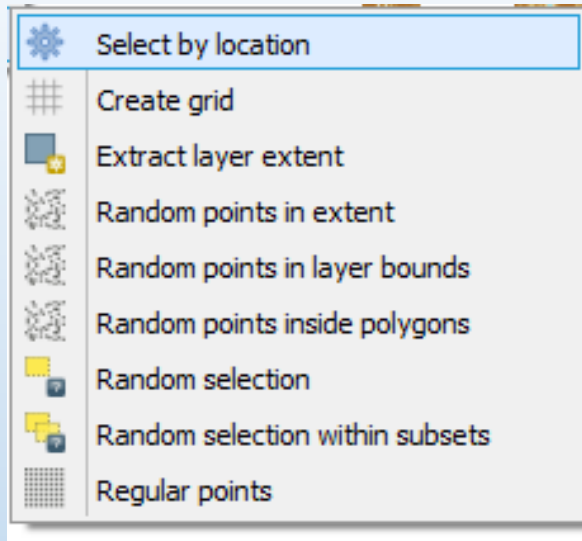 Select by location
Create grid
Extract layer extent
Random points in extent
Random points in layer bounds
Random points inside polygons
Random selection
Random selection within subsets
Regular points